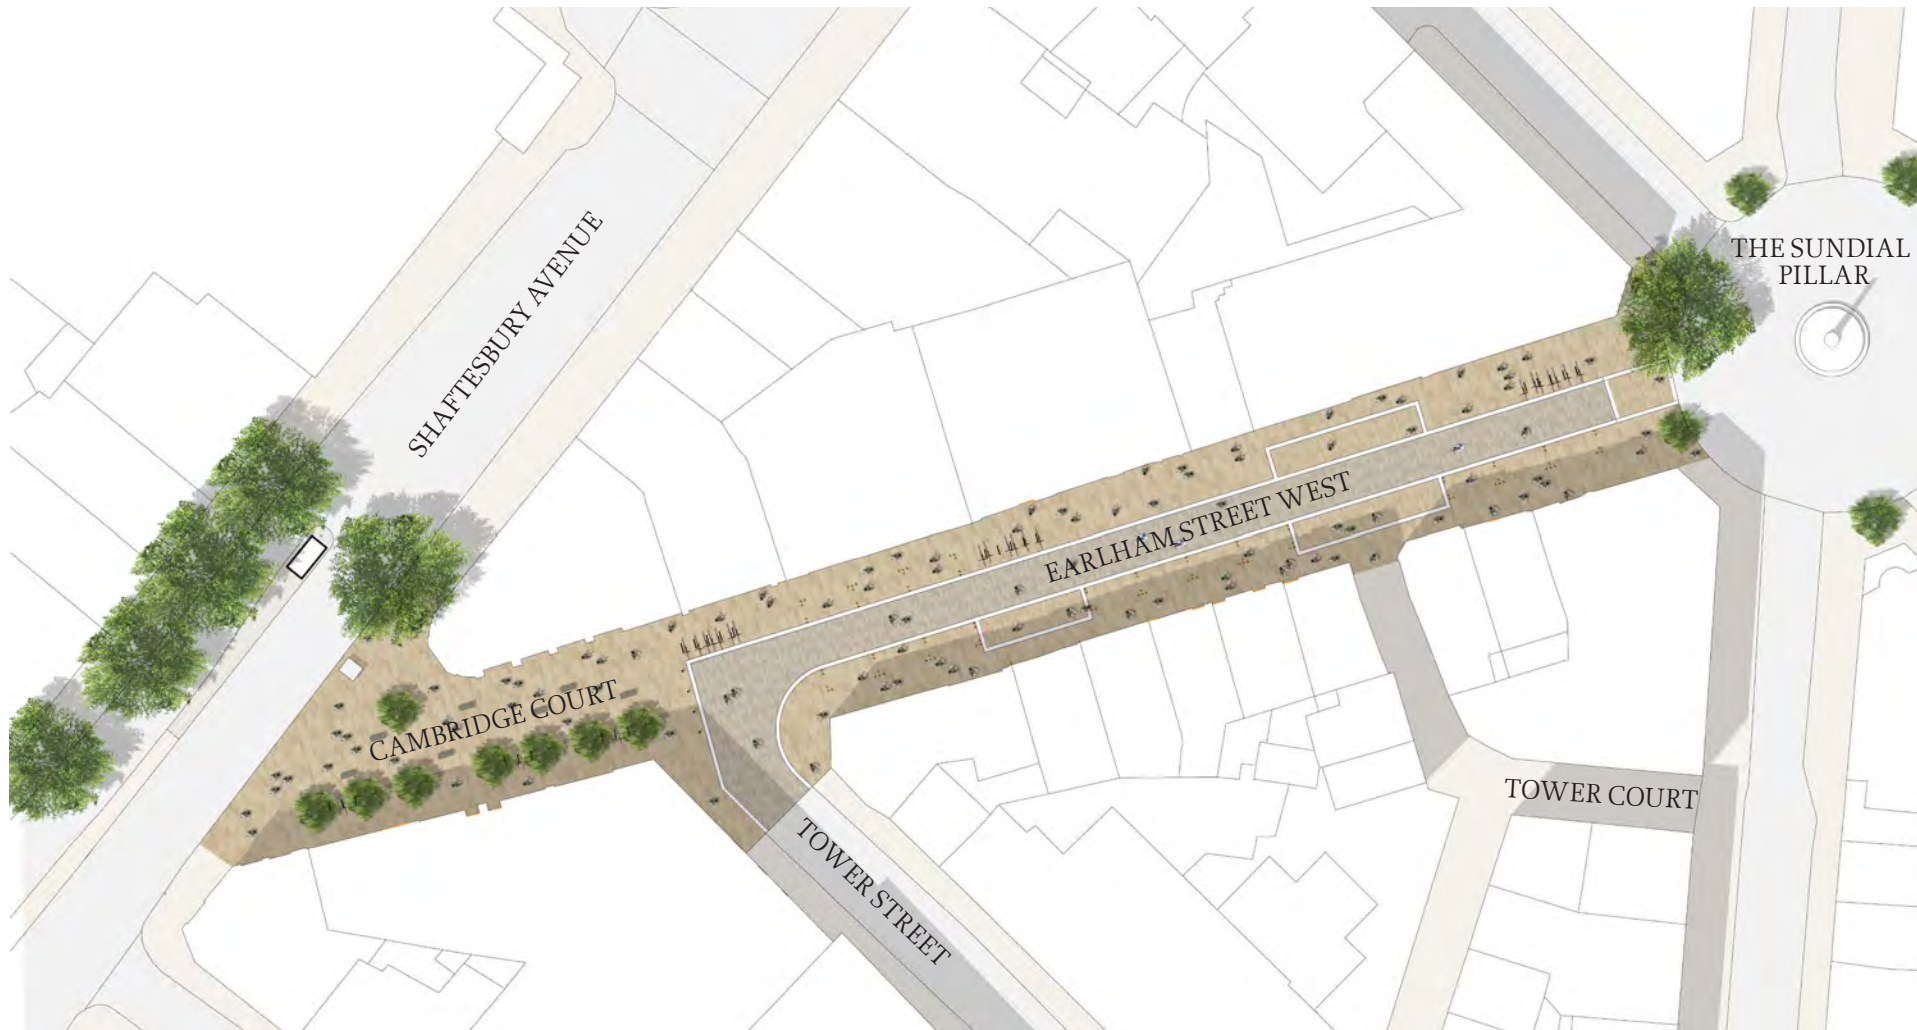 SHAFTESBURY AVENUE
THE SUNDIAL
PILLAR
EARLHAM STREET WEST
CAMBRIDGE COURT
TOWER COURT
TOWER STREET